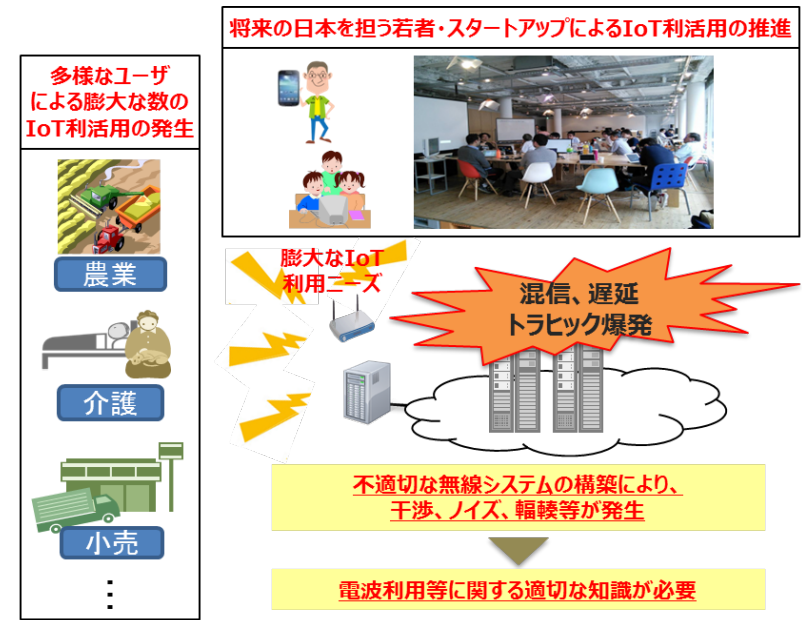 将来の日本を担う若者・スタートアップによるIoT利活用の推進
多様なユーザ
による膨大な数の
IoT利活用の発生
農業
介護
小売
⋮
膨大なIoT
利用ニーズ
混信、遅延
トラヒック爆発
不適切な無線システムの構築により、
干渉、ノイズ、輻輳等が発生
電波利用等に関する適切な知識が必要